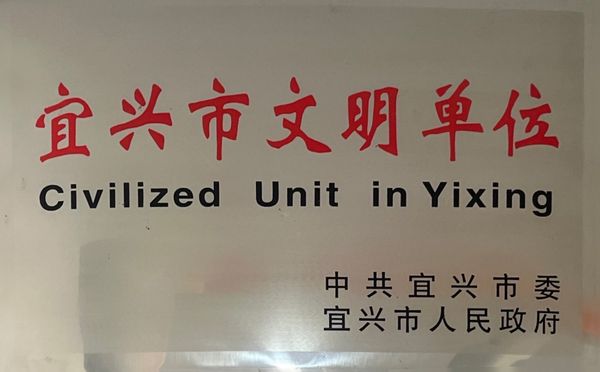 宜兴市文明单位
Civilized Unit in Yixing
中共宜兴市委
宜兴市人民政府